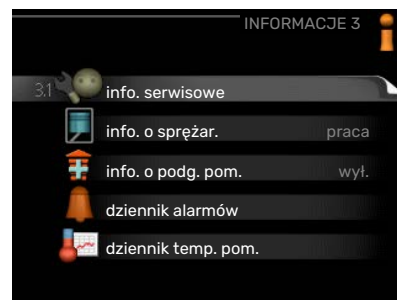 INFORMACJE 3
3.1 info. serwisowe
info. o sprężar. praca
info. o podg. pom. wył.
dziennik alarmów
dziennik temp. pom.